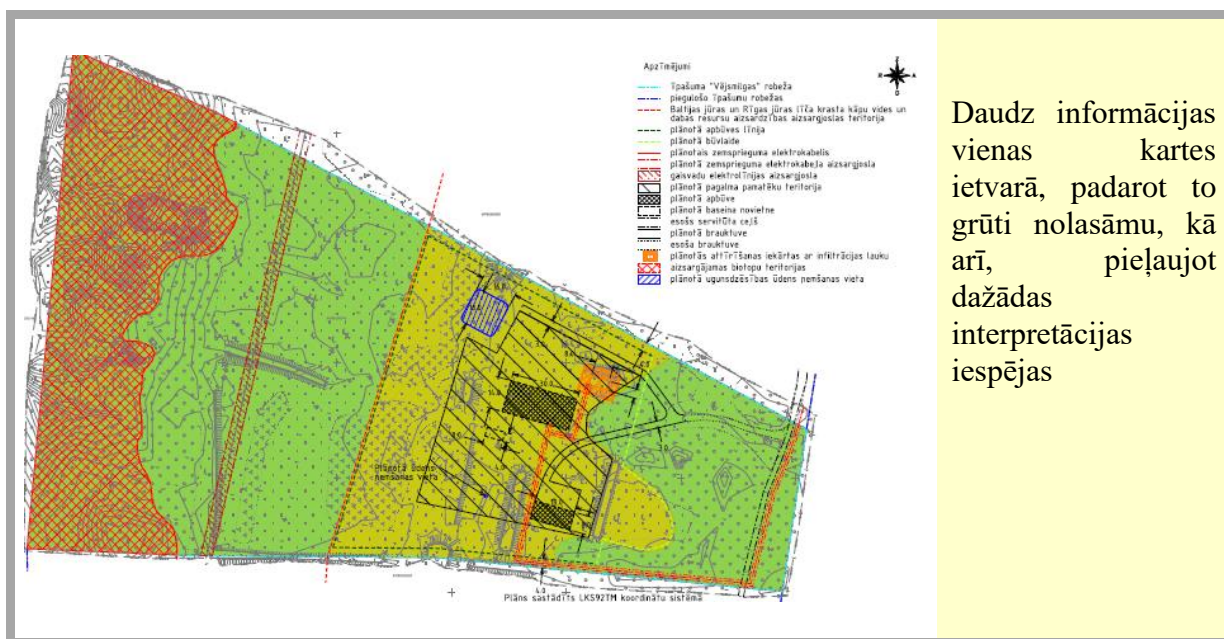 Apzīmējumi
īpašuma "Vējsmilgas" robeža
piegulošo īpašumu robežas
Baltijas jūras un Rīgas jūras līča krasta kāpu vides un
dabas resursu aizsardzības aizsargjoslas teritorija
plānotā apbūves līnija
plānotā būvlaide
plānotais zemsprieguma elektrokabelis
plānotā zemsprieguma elektrokabeļa aizsargjosla
gaisvadu elektrolīnijas aizsargjosla
plānotā pagalma pamatēku teritorija
plānotā apbūve
plānotā baseina novietne
esošs servitūta ceļš
plānotā brauktuve
esoša brauktuve
plānotās attīrīšanas iekārtas ar infiltrācijas lauku
aizsargājamas biotopu teritorijas
plānotā ugunsdzēsības ūdens ņemšanas vieta
Plānotā ūdens
ņemšanas vieta
4.0
Plāns sastādīts LKS92TM koordinātu sistēmā
Daudz informācijas
vienas kartes
ietvarā, padarot to
grūti nolasāmu, kā
arī, pieļaujot
dažādas
interpretācijas
iespējas